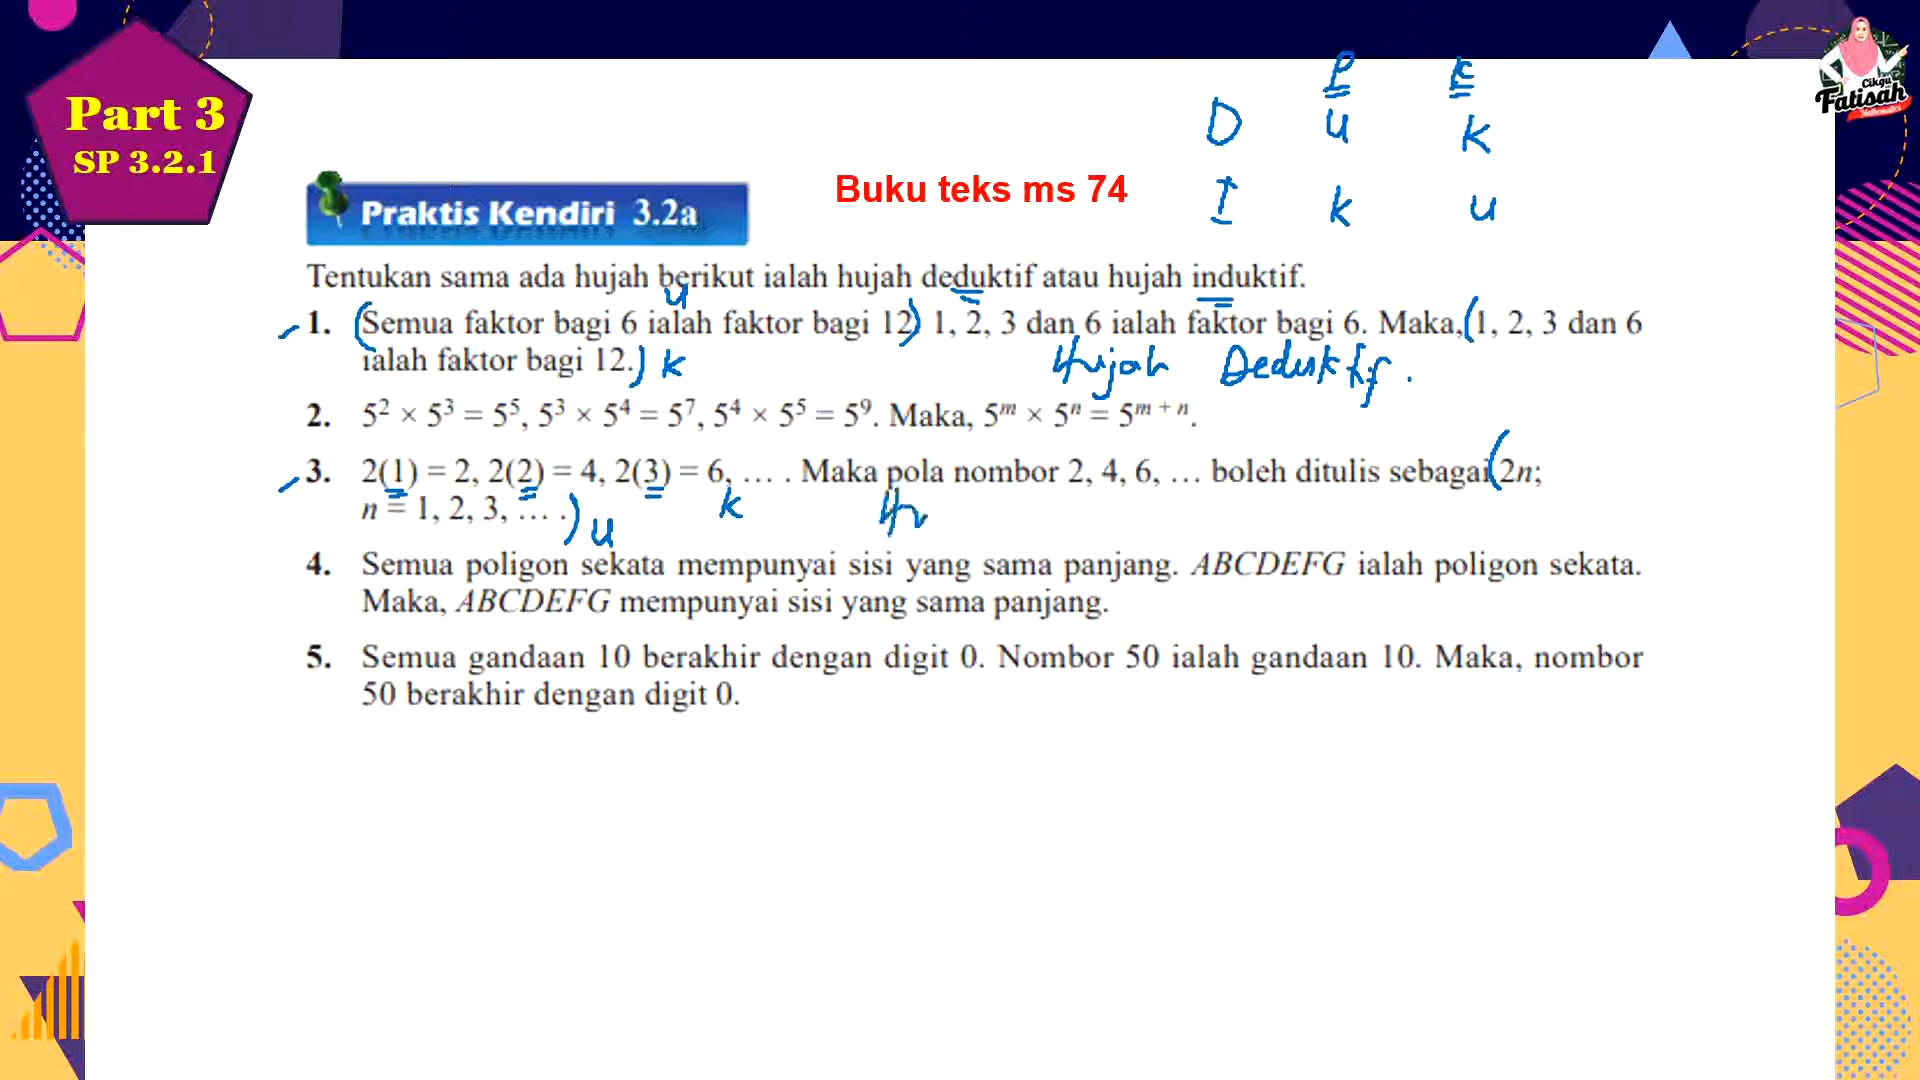 Part 3
SP 3.2.1
Cikgu
Fatisah
Mathematics
P K
D u k
I k u
Buku teks ms 74
Praktis Kendiri 3.2a
Tentukan sama ada hujah berikut ialah hujah deduktif atau hujah induktif.
u
1. (Semua faktor bagi 6 ialah faktor bagi 12) 1, 2, 3 dan 6 ialah faktor bagi 6. Maka, (1, 2, 3 dan 6
ialah faktor bagi 12.) k Hujah Deduktif.
2. 5² × 5³ = 5⁵, 5³ × 5⁴ = 5⁷, 5⁴ × 5⁵ = 5⁹. Maka, 5ᵐ × 5ⁿ = 5ᵐ ⁺ ⁿ.
3. 2(1) = 2, 2(2) = 4, 2(3) = 6, … . Maka pola nombor 2, 4, 6, … boleh ditulis sebagai (2n;
n = 1, 2, 3, … .) u k Hu
4. Semua poligon sekata mempunyai sisi yang sama panjang. ABCDEFG ialah poligon sekata.
Maka, ABCDEFG mempunyai sisi yang sama panjang.
5. Semua gandaan 10 berakhir dengan digit 0. Nombor 50 ialah gandaan 10. Maka, nombor
50 berakhir dengan digit 0.